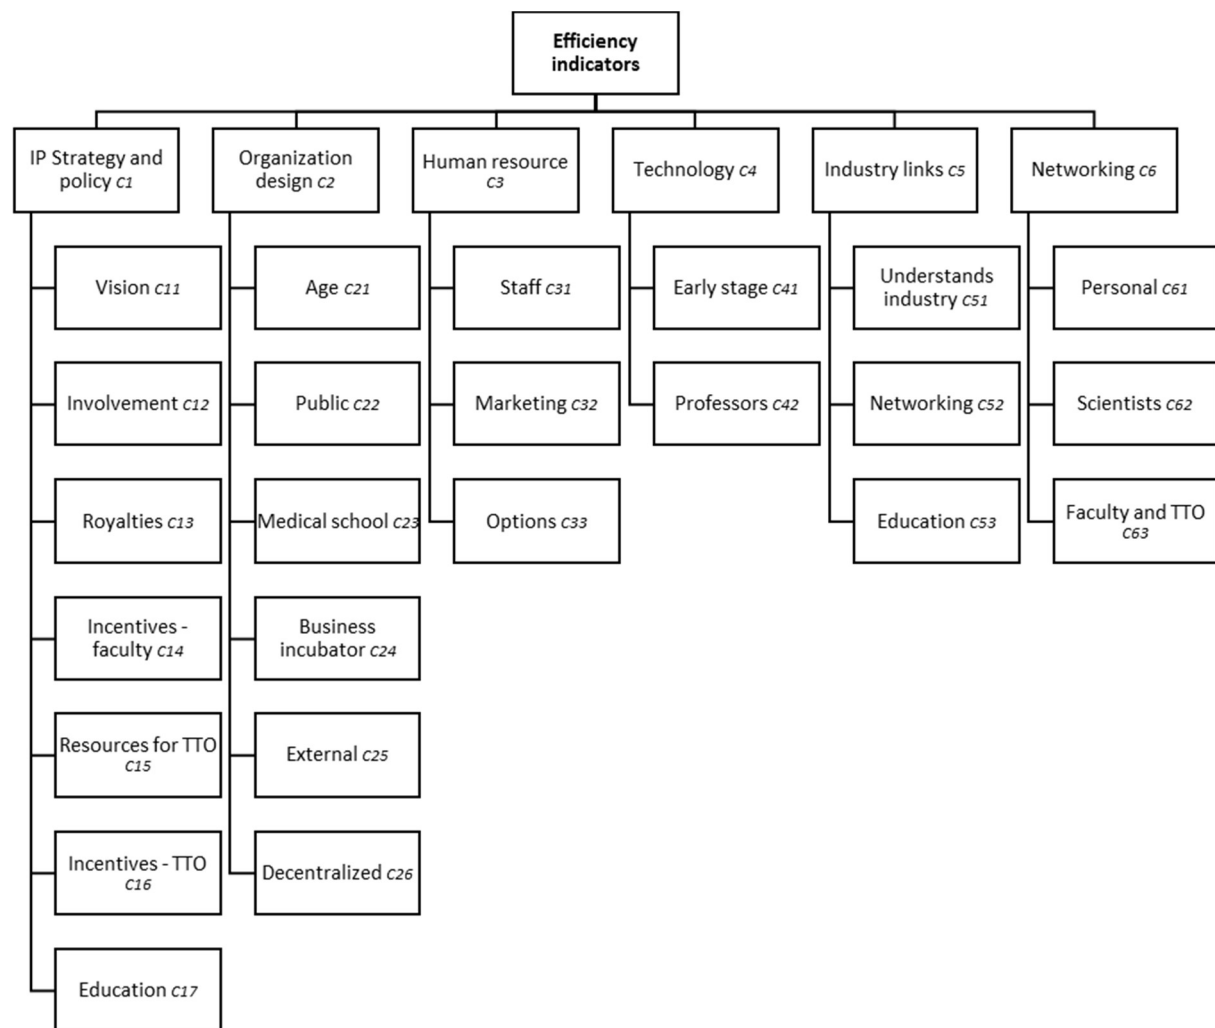 Efficiency
indicators
IP Strategy and
policy C1
Organization
design C2
Human resource
C3
Technology C4
Industry links C5
Networking C6
Vision C11
Involvement C12
Royalties C13
Incentives -
faculty C14
Resources for TTO
C15
Incentives - TTO
C16
Education C17
Age C21
Public C22
Medical school C23
Business
incubator C24
External C25
Decentralized C26
Staff C31
Marketing C32
Options C33
Early stage C41
Professors C42
Understands
industry C51
Networking C52
Education C53
Personal C61
Scientists C62
Faculty and TTO
C63